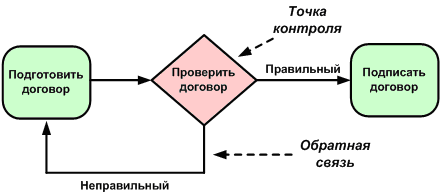 Точка
контроля
Подготовить
договор
Проверить
договор
Правильный
Подписать
договор
Обратная
связь
Неправильный